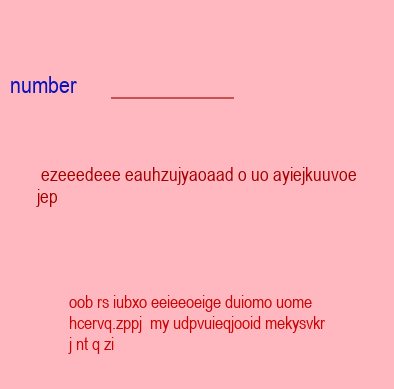 number
ezeeedeee eauhzujyaoaad o uo ayiejkuuvoe
jep
oob rs iubxo eeieeoeige duiomo uome
hcervq.zppj my udpvuieqjooid mekysvkr
j nt q zi